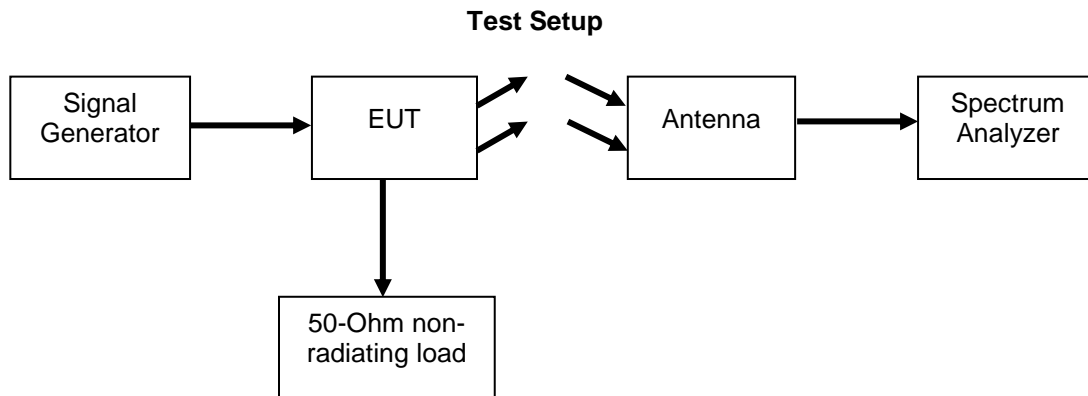 Test Setup
Signal
Generator
EUT
Antenna
Spectrum
Analyzer
50-Ohm non-
radiating load